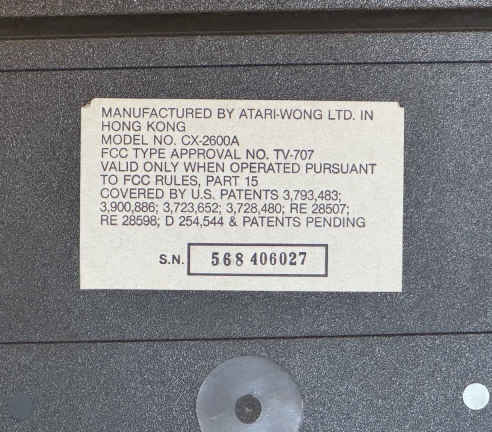 MANUFACTURED BY ATARI-WONG LTD. IN
HONG KONG
MODEL NO. CX-2600A
FCC TYPE APPROVAL NO. TV-707
VALID ONLY WHEN OPERATED PURSUANT
TO FCC RULES, PART 15
COVERED BY U.S. PATENTS 3,793,483;
3,900,886; 3,723,652; 3,728,480; RE 28507;
RE 28598; D 254,544 & PATENTS PENDING
S.N. 568 406027